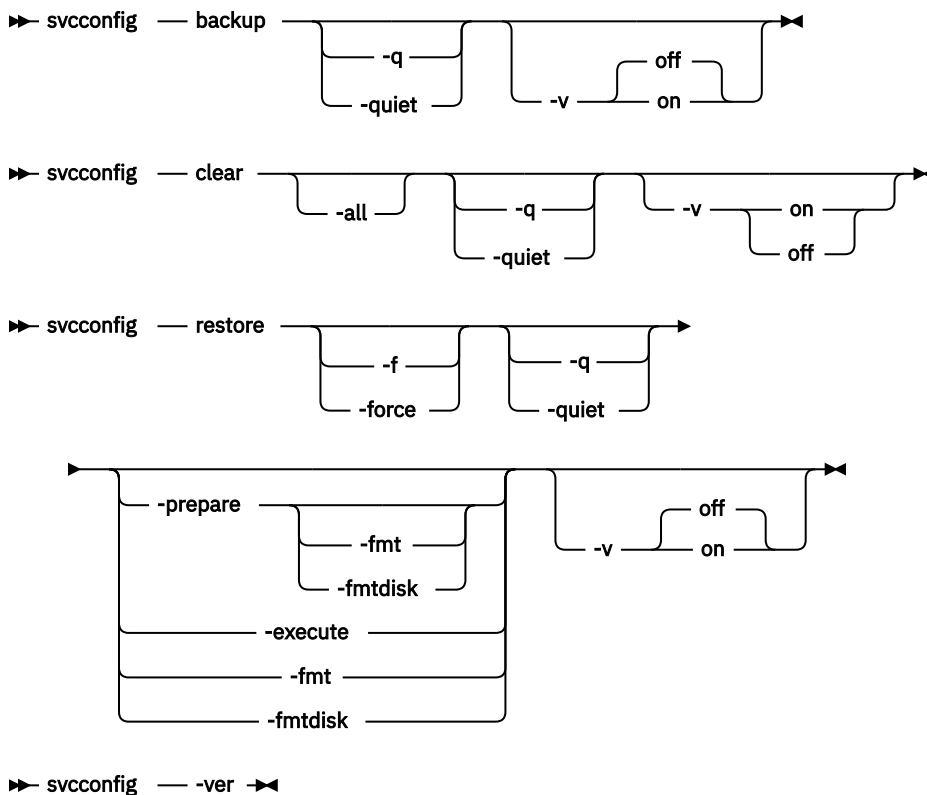 svcconfig backup
-q
-quiet
off
-v on
svcconfig clear
-all
-q
-quiet
-v on
off
svcconfig restore
-f
-force
-q
-quiet
-prepare
-fmt
-fmtdisk
off
-v on
-execute
-fmt
-fmtdisk
svcconfig -ver